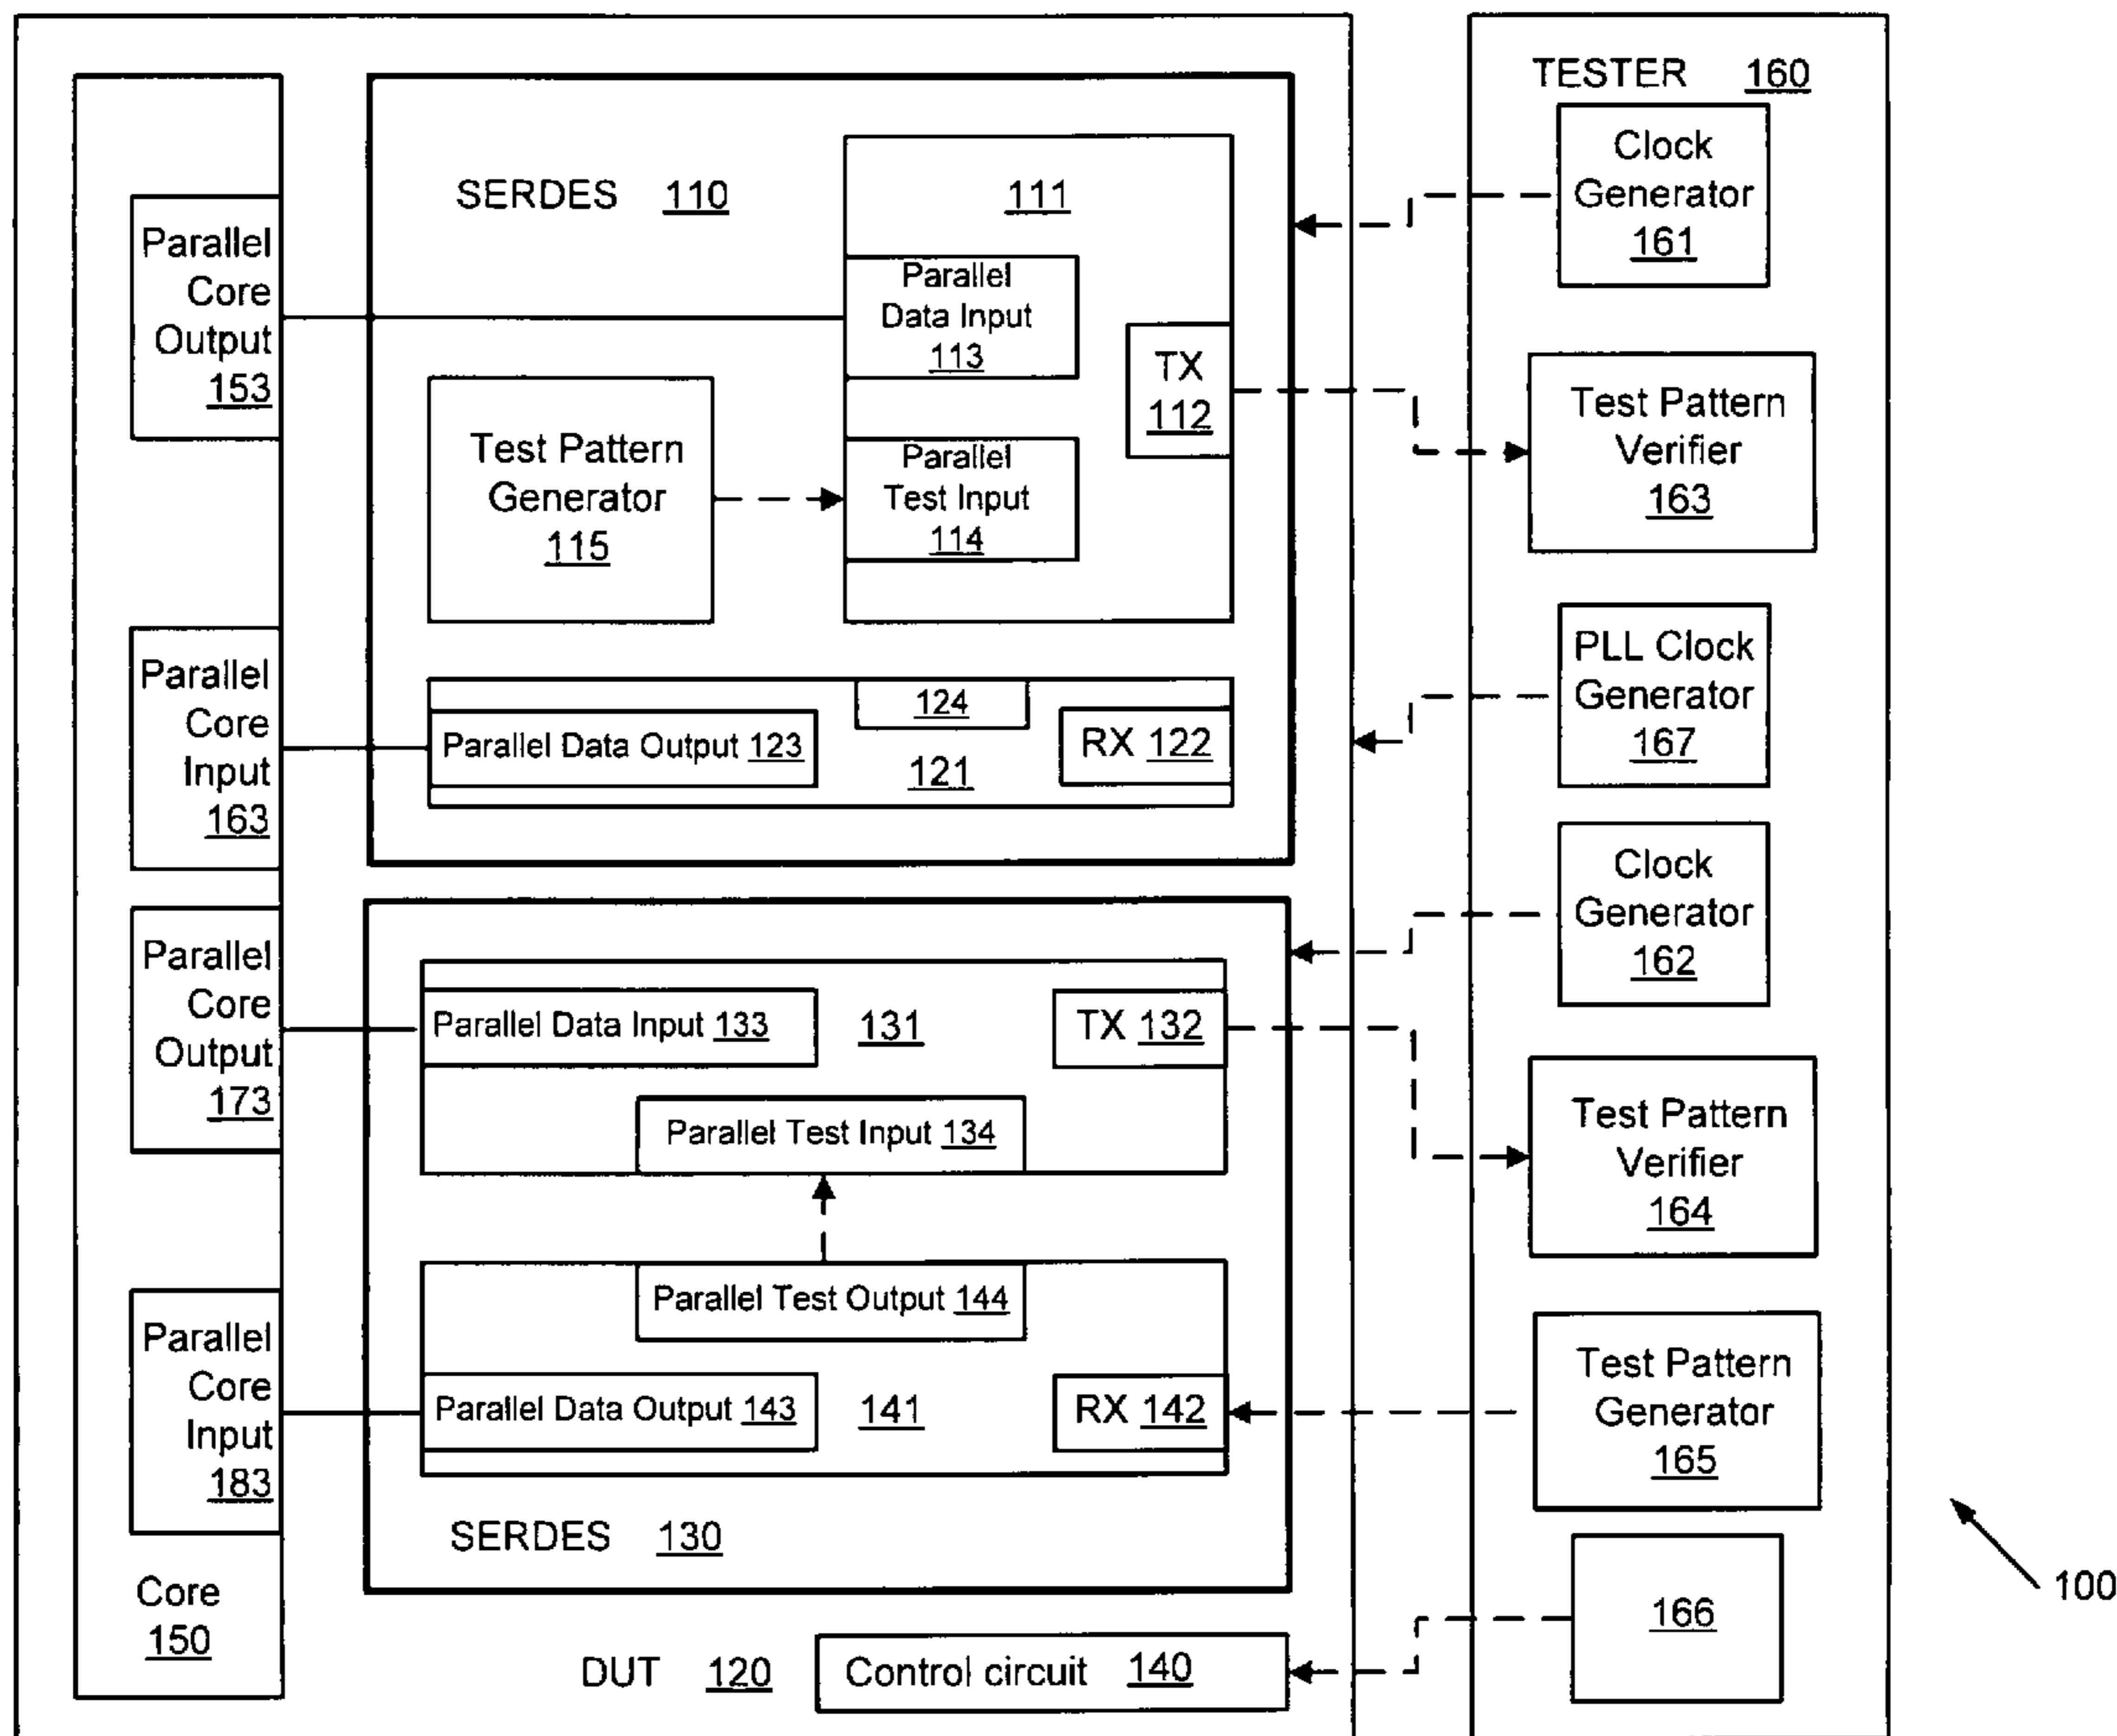 TESTER 160
Clock
Generator
161
SERDES 110
111
Parallel
Core
Output
153
Parallel
Data Input
113
TX
112
Test Pattern
Verifier
163
Test Pattern
Generator
115
Parallel
Test Input
114
Parallel
Core
Input
163
124
Parallel Data Output 123
121
RX 122
PLL Clock
Generator
167
Clock
Generator
162
Parallel
Core
Output
173
Parallel Data Input 133
131
TX 132
Parallel Test Input 134
Test Pattern
Verifier
164
Parallel Test Output 144
Parallel
Core
Input
183
Parallel Data Output 143
141
RX 142
Test Pattern
Generator
165
SERDES 130
Core
150
166
100
DUT 120
Control circuit 140